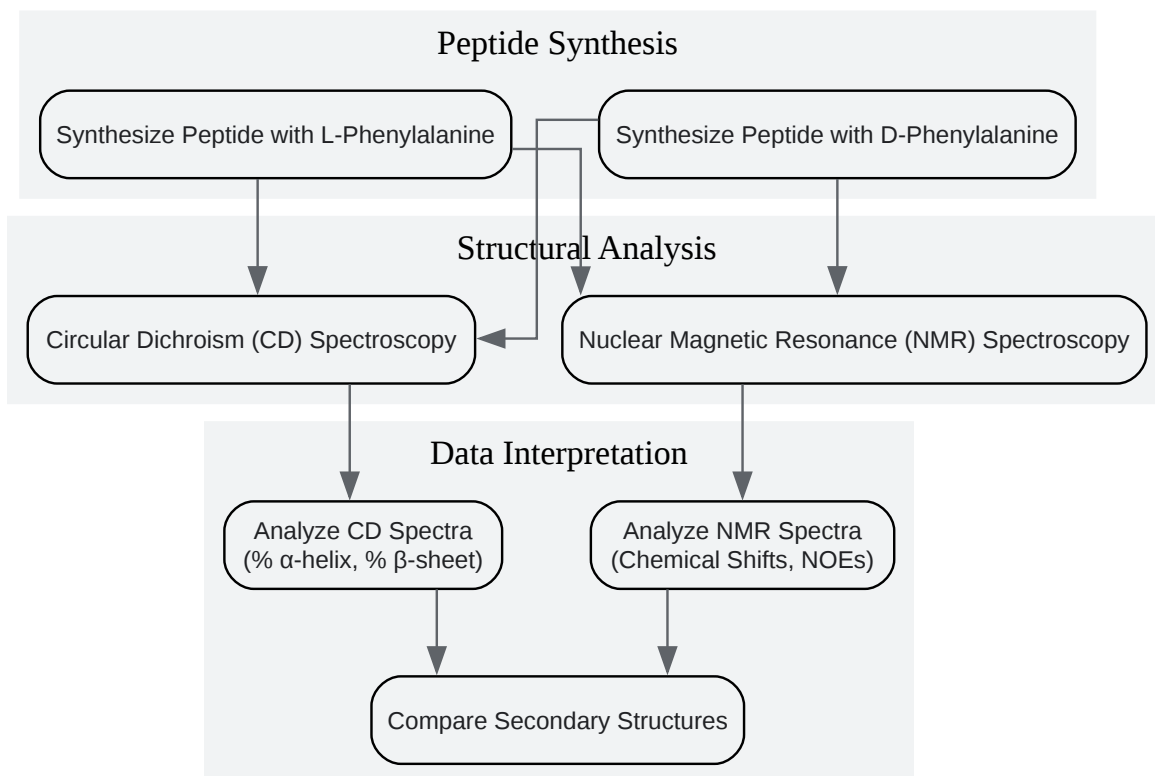 Peptide Synthesis
Synthesize Peptide with L-Phenylalanine
Synthesize Peptide with D-Phenylalanine
Structural Analysis
Circular Dichroism (CD) Spectroscopy
Nuclear Magnetic Resonance (NMR) Spectroscopy
Data Interpretation
Analyze CD Spectra
(% α-helix, % β-sheet)
Analyze NMR Spectra
(Chemical Shifts, NOEs)
Compare Secondary Structures